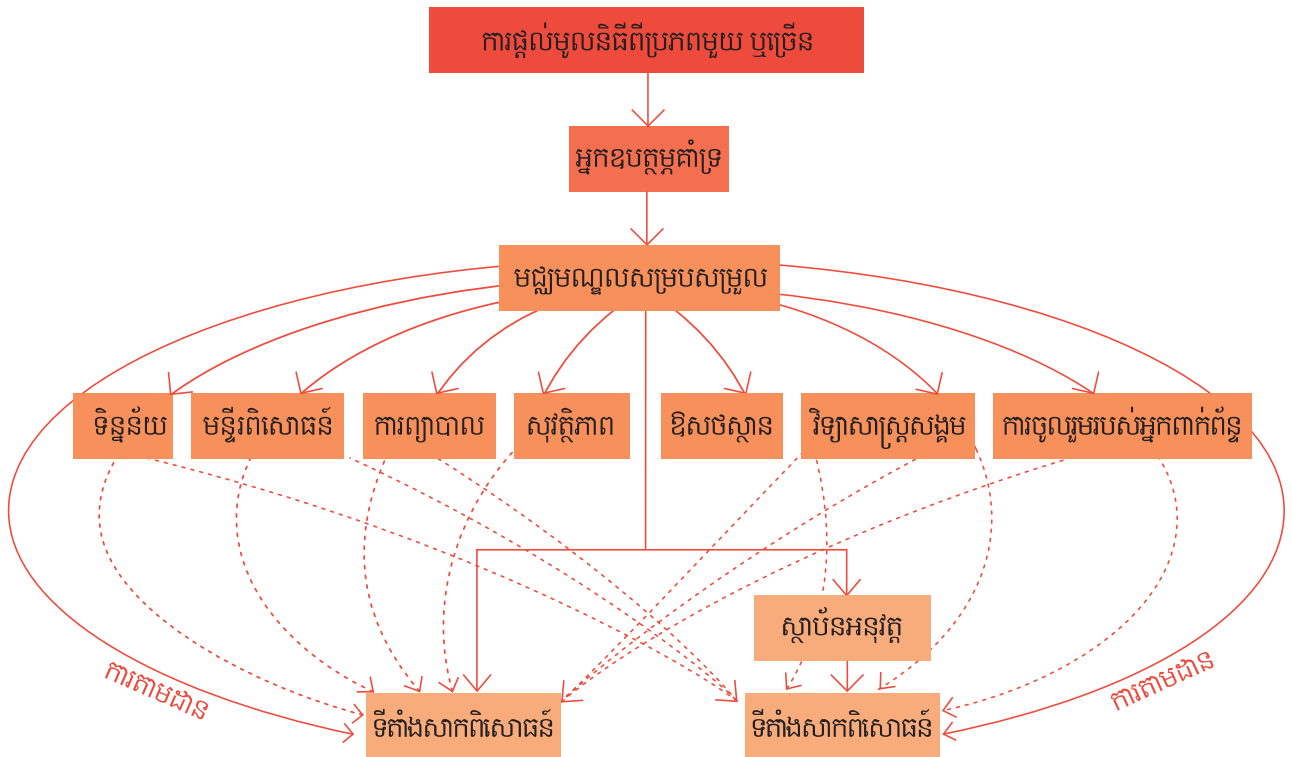 ការផ្តល់មូលនិធីពីប្រភពមួយ ឬច្រើន
អ្នកឧបត្ថម្ភគាំទ្រ
មជ្ឈមណ្ឌលសម្របសម្រួល
ទិន្នន័យ
មន្ទីរពិសោធន៍
ការព្យាបាល
សុវត្ថិភាព
ឱសថស្ថាន
វិទ្យាសាស្ត្រសង្គម
ការចូលរួមរបស់អ្នកពាក់ព័ន្ធ
ស្ថាប័នអនុវត្ត
ការតាមដាន
ការតាមដាន
ទីតាំងសាកពិសោធន៍
ទីតាំងសាកពិសោធន៍